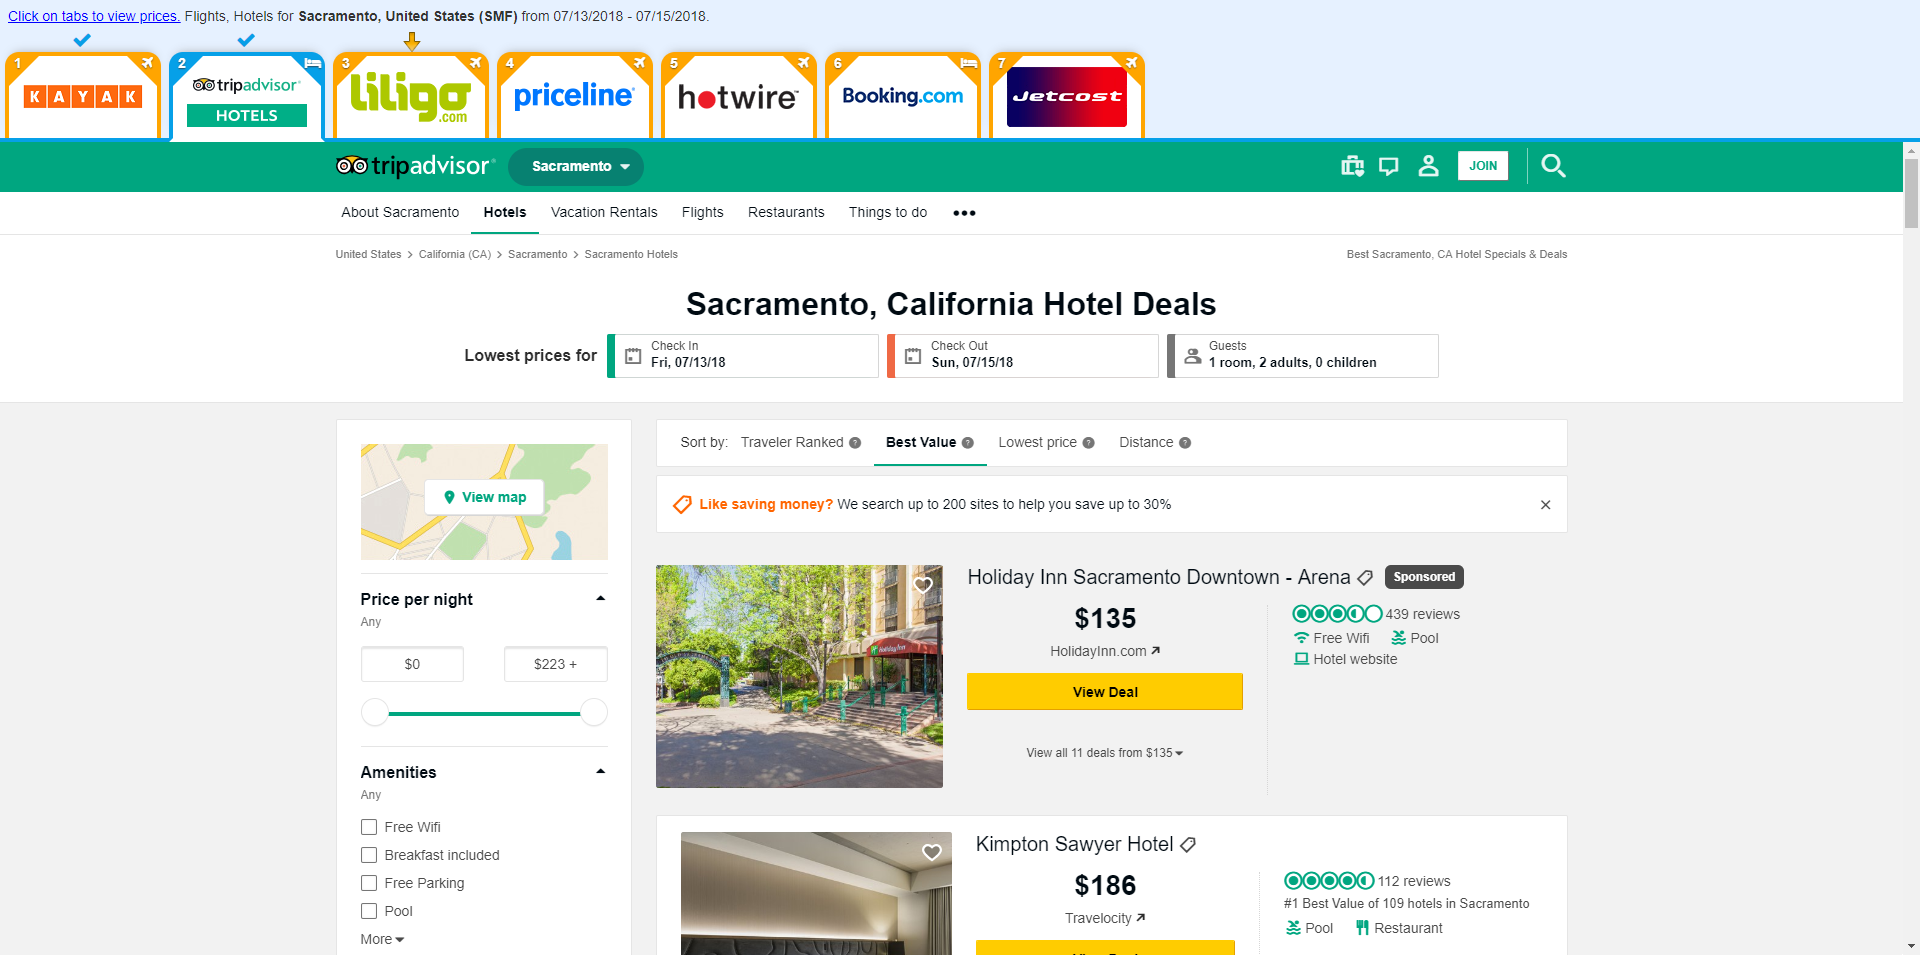 Click on tabs to view prices. Flights, Hotels for Sacramento, United States (SMF) from 07/13/2018 - 07/15/2018.
1 2 3 4 5 6 7
KAYAK
tripadvisor
HOTELS
liligo.com
priceline
hotwire
Booking.com
Jetcost
tripadvisor Sacramento JOIN
About Sacramento Hotels Vacation Rentals Flights Restaurants Things to do
United States > California (CA) > Sacramento > Sacramento Hotels Best Sacramento, CA Hotel Specials & Deals
Sacramento, California Hotel Deals
Lowest prices for
Check In
Fri, 07/13/18
Check Out
Sun, 07/15/18
Guests
1 room, 2 adults, 0 children
View map
Price per night
Any
$0 $223 +
Amenities
Any
Free Wifi
Breakfast included
Free Parking
Pool
More
Sort by: Traveler Ranked ? Best Value ? Lowest price ? Distance ?
Like saving money? We search up to 200 sites to help you save up to 30%
Holiday Inn Sacramento Downtown - Arena Sponsored
Holiday Inn
$135
HolidayInn.com
View Deal
View all 11 deals from $135
439 reviews
Free Wifi Pool
Hotel website
Kimpton Sawyer Hotel
$186
Travelocity
112 reviews
#1 Best Value of 109 hotels in Sacramento
Pool Restaurant